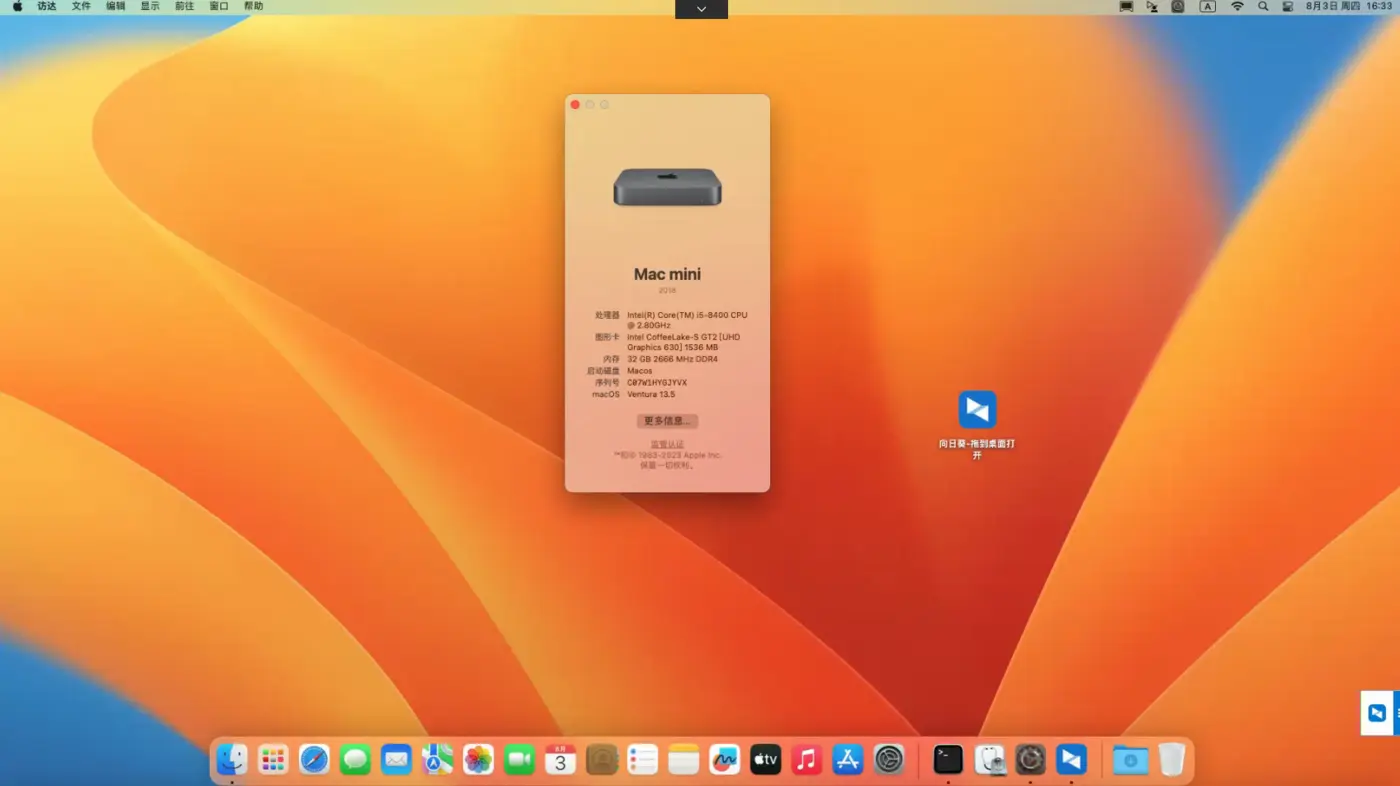 访达 文件 编辑 显示 前往 窗口 帮助
A 8月3日 周四 16:33
Mac mini
2018
处理器 Intel(R) Core(TM) i5-8400 CPU
@ 2.80GHz
图形卡 Intel CoffeeLake-S GT2 [UHD
Graphics 630] 1536 MB
内存 32 GB 2666 MHz DDR4
启动磁盘 Macos
序列号 C07W1HYGJYVX
macOS Ventura 13.5
更多信息...
监管认证
™和© 1983-2023 Apple Inc.
保留一切权利。
向日葵-拖到桌面打
开
8月
3
tv